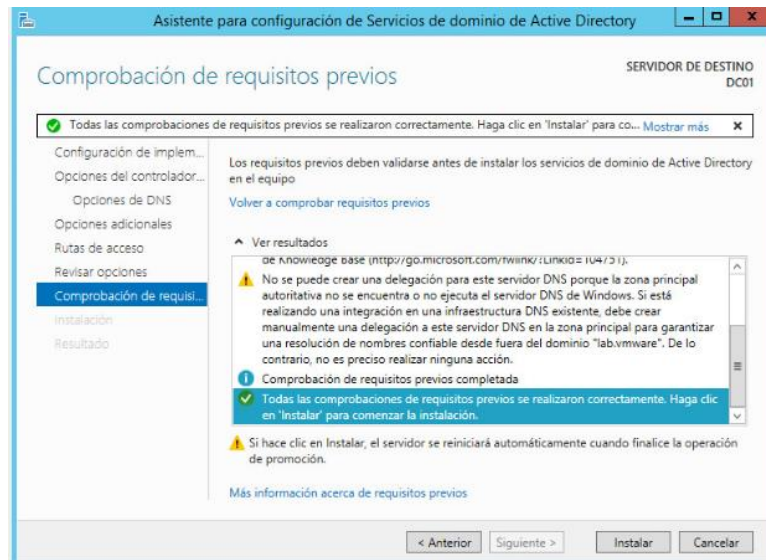 Asistente para configuración de Servicios de dominio de Active Directory
Comprobación de requisitos previos
SERVIDOR DE DESTINO
DC01
Todas las comprobaciones de requisitos previos se realizaron correctamente. Haga clic en 'Instalar' para co... Mostrar más
Configuración de implem...
Opciones del controlador...
Opciones de DNS
Opciones adicionales
Rutas de acceso
Revisar opciones
Comprobación de requisi...
Instalación
Resultado
Los requisitos previos deben validarse antes de instalar los servicios de dominio de Active Directory
en el equipo
Volver a comprobar requisitos previos
Ver resultados
de Knowledge Base (http://go.microsoft.com/fwlink/?LinkId=104751).
No se puede crear una delegación para este servidor DNS porque la zona principal
autoritativa no se encuentra o no ejecuta el servidor DNS de Windows. Si está
realizando una integración en una infraestructura DNS existente, debe crear
manualmente una delegación a este servidor DNS en la zona principal para garantizar
una resolución de nombres confiable desde fuera del dominio "lab.vmware". De lo
contrario, no es preciso realizar ninguna acción.
Comprobación de requisitos previos completada
Todas las comprobaciones de requisitos previos se realizaron correctamente. Haga clic
en 'Instalar' para comenzar la instalación.
Si hace clic en Instalar, el servidor se reiniciará automáticamente cuando finalice la operación
de promoción.
Más información acerca de requisitos previos
< Anterior
Siguiente >
Instalar
Cancelar